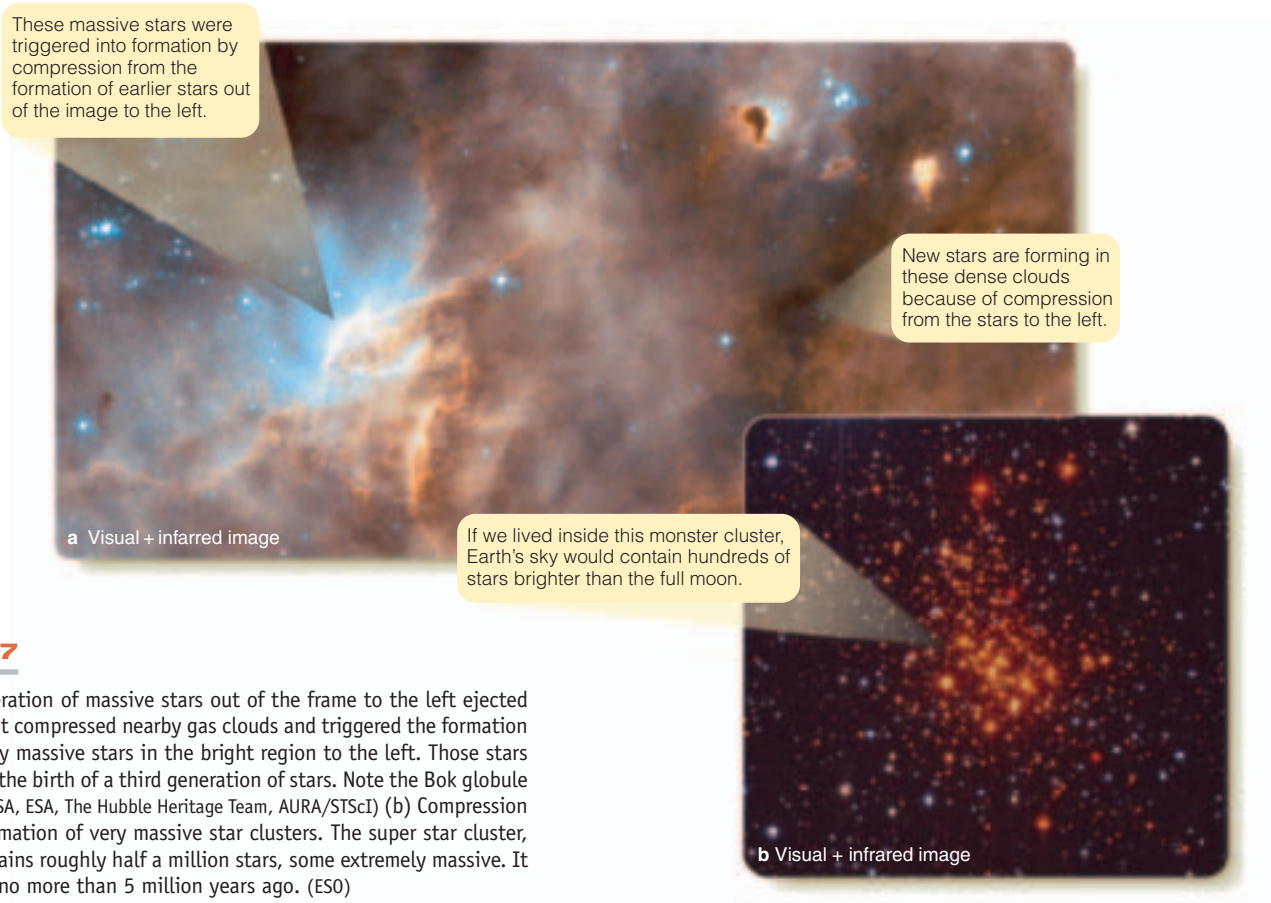 These massive stars were
triggered into formation by
compression from the
formation of earlier stars out
of the image to the left.
New stars are forming in
these dense clouds
because of compression
from the stars to the left.
a Visual + infarred image
If we lived inside this monster cluster,
Earth's sky would contain hundreds of
stars brighter than the full moon.
b Visual + infrared image
7
eration of massive stars out of the frame to the left ejected
t compressed nearby gas clouds and triggered the formation
y massive stars in the bright region to the left. Those stars
the birth of a third generation of stars. Note the Bok globule
SA, ESA, The Hubble Heritage Team, AURA/STScI) (b) Compression
mation of very massive star clusters. The super star cluster,
ains roughly half a million stars, some extremely massive. It
no more than 5 million years ago. (ESO)